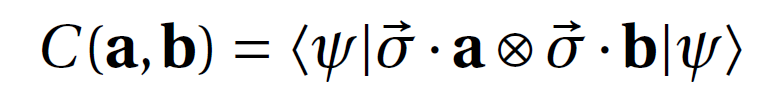 C(𝐚,𝐛) = ⟨ψ|σ⃗ · 𝐚 ⊗ σ⃗ · 𝐛|ψ⟩